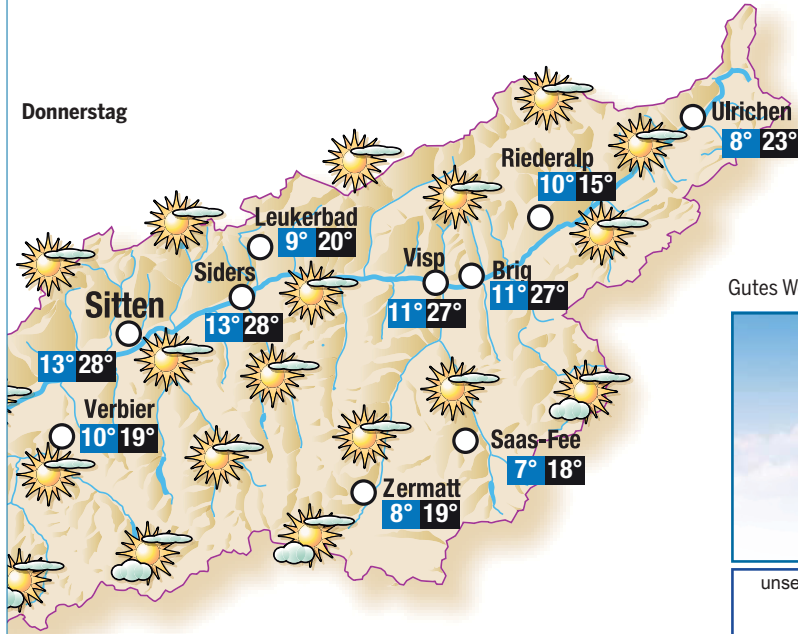 Donnerstag
Ulrichen
8° 23°
Riederalp
10° 15°
Leukerbad
9° 20°
Siders
13° 28°
Visp
11° 27°
Brig
11° 27°
Sitten
13° 28°
Verbier
10° 19°
Saas-Fee
7° 18°
Zermatt
8° 19°
Gutes W
unse